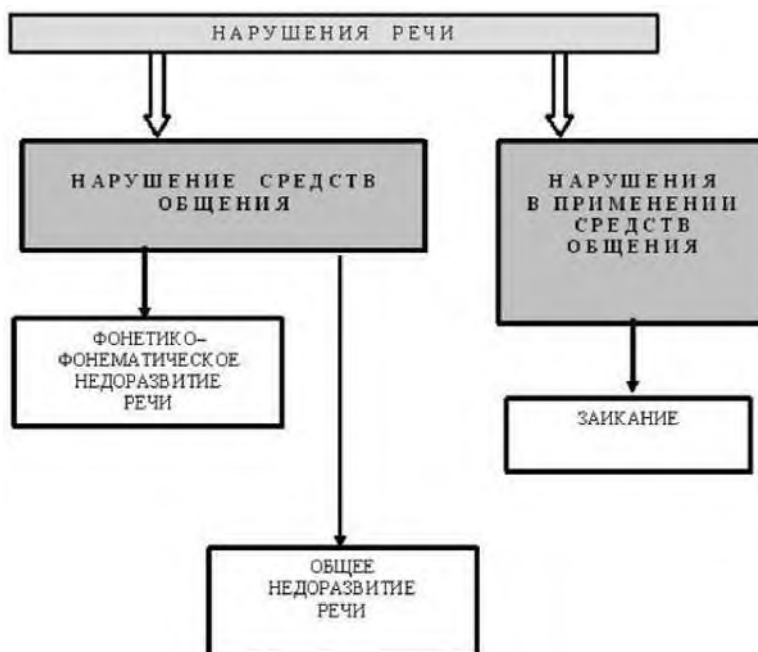 НАРУШЕНИЯ РЕЧИ
НАРУШЕНИЕ СРЕДСТВ
ОБЩЕНИЯ
НАРУШЕНИЯ
В ПРИМЕНЕНИИ
СРЕДСТВ
ОБЩЕНИЯ
ФОНЕТИКО–
ФОНЕМАТИЧЕСКОЕ
НЕДОРАЗВИТИЕ
РЕЧИ
ЗАИКАНИЕ
ОБЩЕЕ
НЕДОРАЗВИТИЕ
РЕЧИ